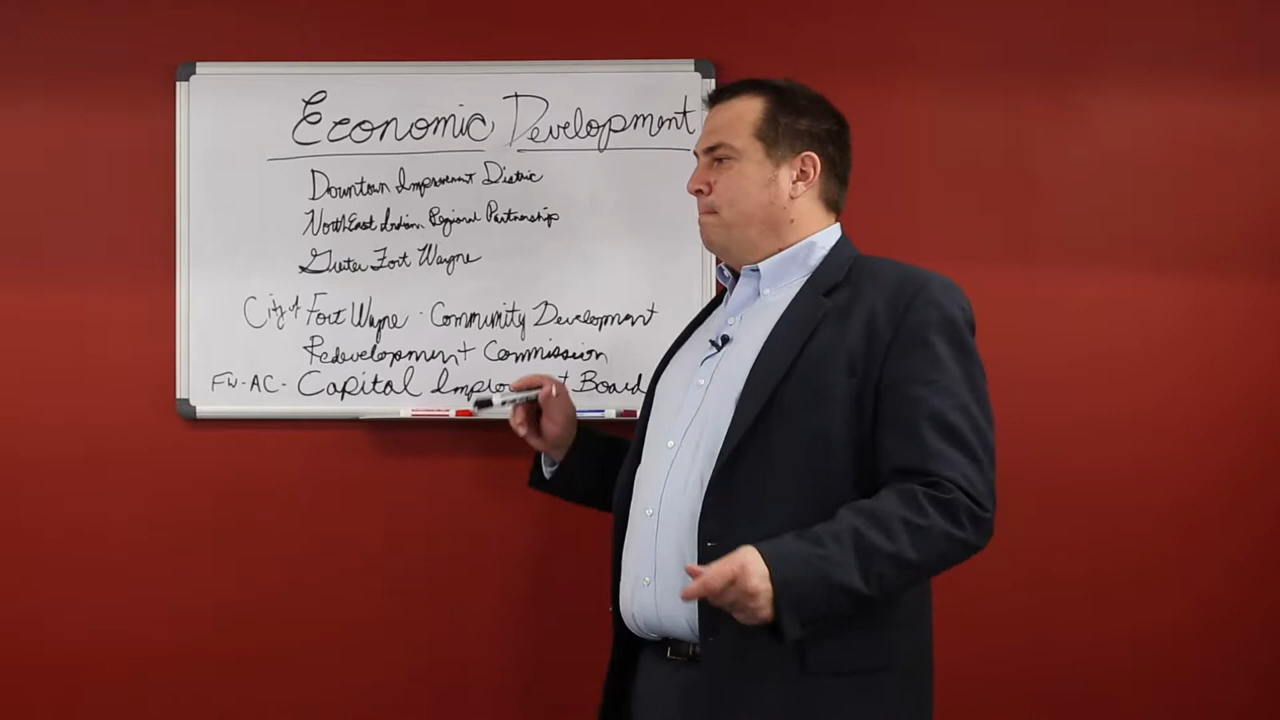 Economic Development
Downtown Improvement District
NorthEast Indiana Regional Partnership
Greater Fort Wayne
City of Fort Wayne - Community Development
Redevelopment Commission
FW-AC- Capital Board